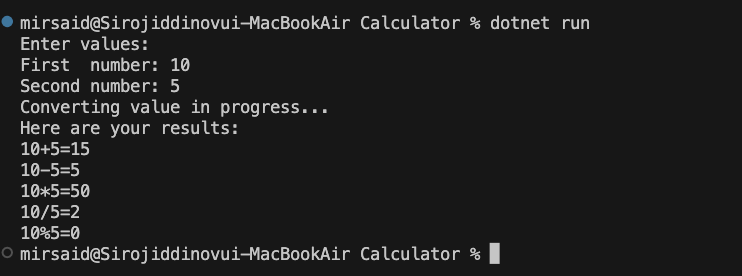 mirsaid@Sirojiddinovui-MacBookAir Calculator % dotnet run
Enter values:
First  number: 10
Second number: 5
Converting value in progress...
Here are your results:
10+5=15
10-5=5
10*5=50
10/5=2
10%5=0
mirsaid@Sirojiddinovui-MacBookAir Calculator %